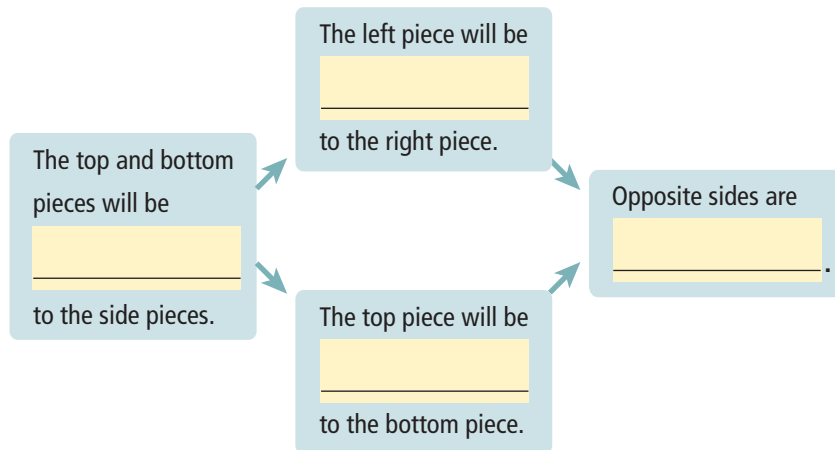 The top and bottom
pieces will be
to the side pieces.
The left piece will be
to the right piece.
The top piece will be
to the bottom piece.
Opposite sides are
.